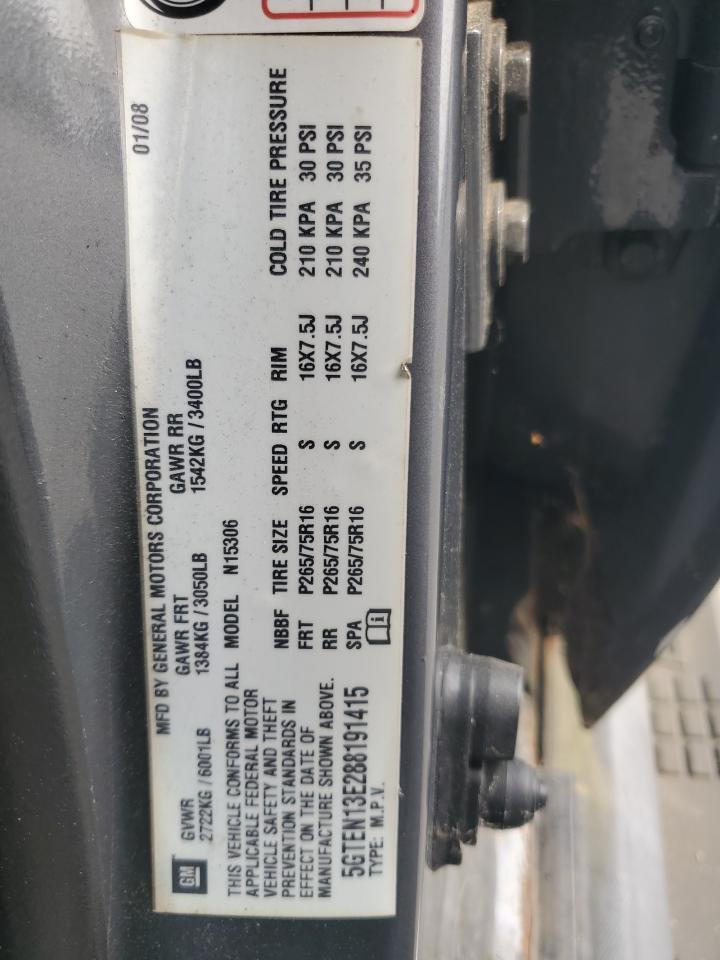 MFD BY GENERAL MOTORS CORPORATION 01/08
GVWR GAWR FRT GAWR RR
2722KG / 6001LB 1384KG / 3050LB 1542KG / 3400LB
GM
THIS VEHICLE CONFORMS TO ALL
APPLICABLE FEDERAL MOTOR
VEHICLE SAFETY AND THEFT
PREVENTION STANDARDS IN
EFFECT ON THE DATE OF
MANUFACTURE SHOWN ABOVE.
5GTEN13E288191415
TYPE: M.P.V.
MODEL N15306
NBBF TIRE SIZE SPEED RTG RIM COLD TIRE PRESSURE
FRT P265/75R16 S 16X7.5J 210 KPA 30 PSI
RR P265/75R16 S 16X7.5J 210 KPA 30 PSI
SPA P265/75R16 S 16X7.5J 240 KPA 35 PSI